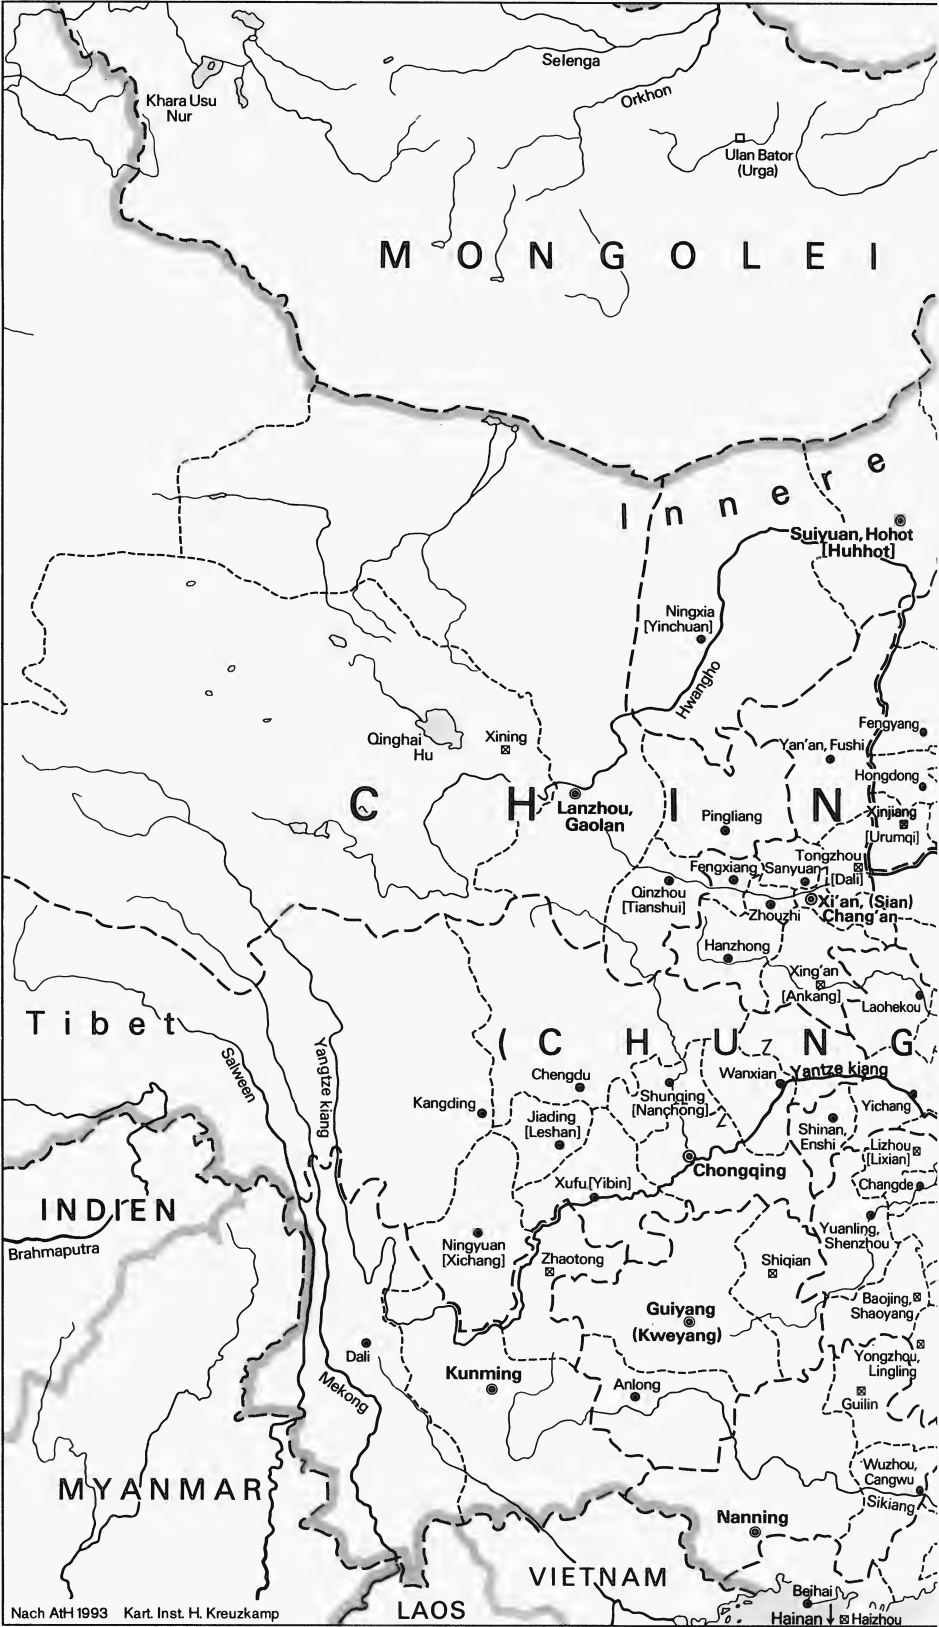 Selenga
Khara Usu
Nur
Orkhon
Ulan Bator
(Urga)
MONGOLEI
Innere
Suiyuan, Hohot
[Huhhot]
Ningxia
[Yinchuan]
Hwangho
Fengyang
Qinghai
Hu
Xining
Yan'an, Fushi
Hongdong
CHIN
Lanzhou,
Gaolan
Pingliang
Xinjiang
[Urumqi]
Fengxiang
Sanyuan
Tongzhou
[Dali]
Qinzhou
[Tianshui]
Zhouzhi
Xi'an, (Sian)
Chang'an
Hanzhong
Xing'an
[Ankang]
Laohekou
Tibet
(CHUNG
Salween
Yangtze kiang
Chengdu
Kangding
Jiading
[Leshan]
Shunqing
[Nanchong]
Wanxian
Yantze kiang
Yichang
Shinan,
Enshi
Lizhou
[Lixian]
Chongqing
Xufu [Yibin]
Changde
INDIEN
Brahmaputra
Ningyuan
[Xichang]
Zhaotong
Shiqian
Yuanling,
Shenzhou
Baojing,
Shaoyang
Guiyang
(Kweyang)
Dali
Mekong
Kunming
Anlong
Yongzhou,
Lingling
Guilin
MYANMAR
Wuzhou,
Cangwu
Sikiang
Nanning
VIETNAM
LAOS
Beihai
Hainan ↓ Haizhou
Nach AtH 1993 Kart. Inst. H. Kreuzkamp